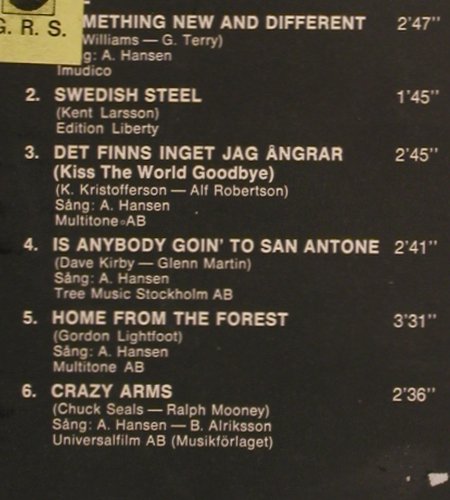 G. R. S.
METHING NEW AND DIFFERENT 2'47"
Williams — G. Terry)
g: A. Hansen
Imudico
2. SWEDISH STEEL 1'45"
(Kent Larsson)
Edition Liberty
3. DET FINNS INGET JAG ÅNGRAR 2'45"
(Kiss The World Goodbye)
(K. Kristofferson — Alf Robertson)
Sång: A. Hansen
Multitone AB
4. IS ANYBODY GOIN' TO SAN ANTONE 2'41"
(Dave Kirby — Glenn Martin)
Sång: A. Hansen
Tree Music Stockholm AB
5. HOME FROM THE FOREST 3'31"
(Gordon Lightfoot)
Sång: A. Hansen
Multitone AB
6. CRAZY ARMS 2'36"
(Chuck Seals — Ralph Mooney)
Sång: A. Hansen — B. Alriksson
Universalfilm AB (Musikförlaget)